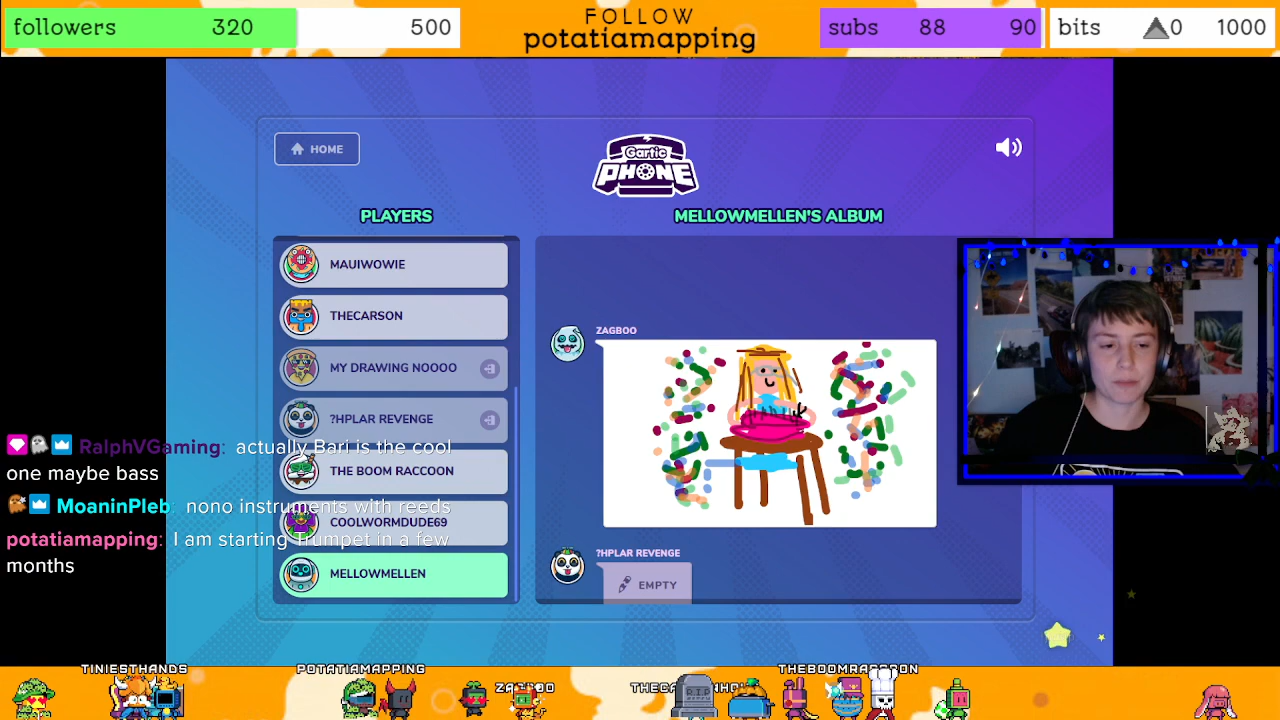 followers 320 500
FOLLOW
potatiamapping
subs 88 90
bits 0 1000
HOME
Gartic
PHONE
PLAYERS
MELLOWMELLEN'S ALBUM
MAUIWOWIE
THECARSON
MY DRAWING NOOOO
?HPLAR REVENGE
THE BOOM RACCOON
COOLWORMDUDE69
MELLOWMELLEN
ZAGBOO
?HPLAR REVENGE
EMPTY
RalphVGaming: actually Bari is the cool
one maybe bass
MoaninPleb: nono instruments with reeds
potatiamapping: I am starting Trumpet in a few
months
TINIESTHANDS
POTATIAMAPPING
THEBOOMRACCOON
R.I.P